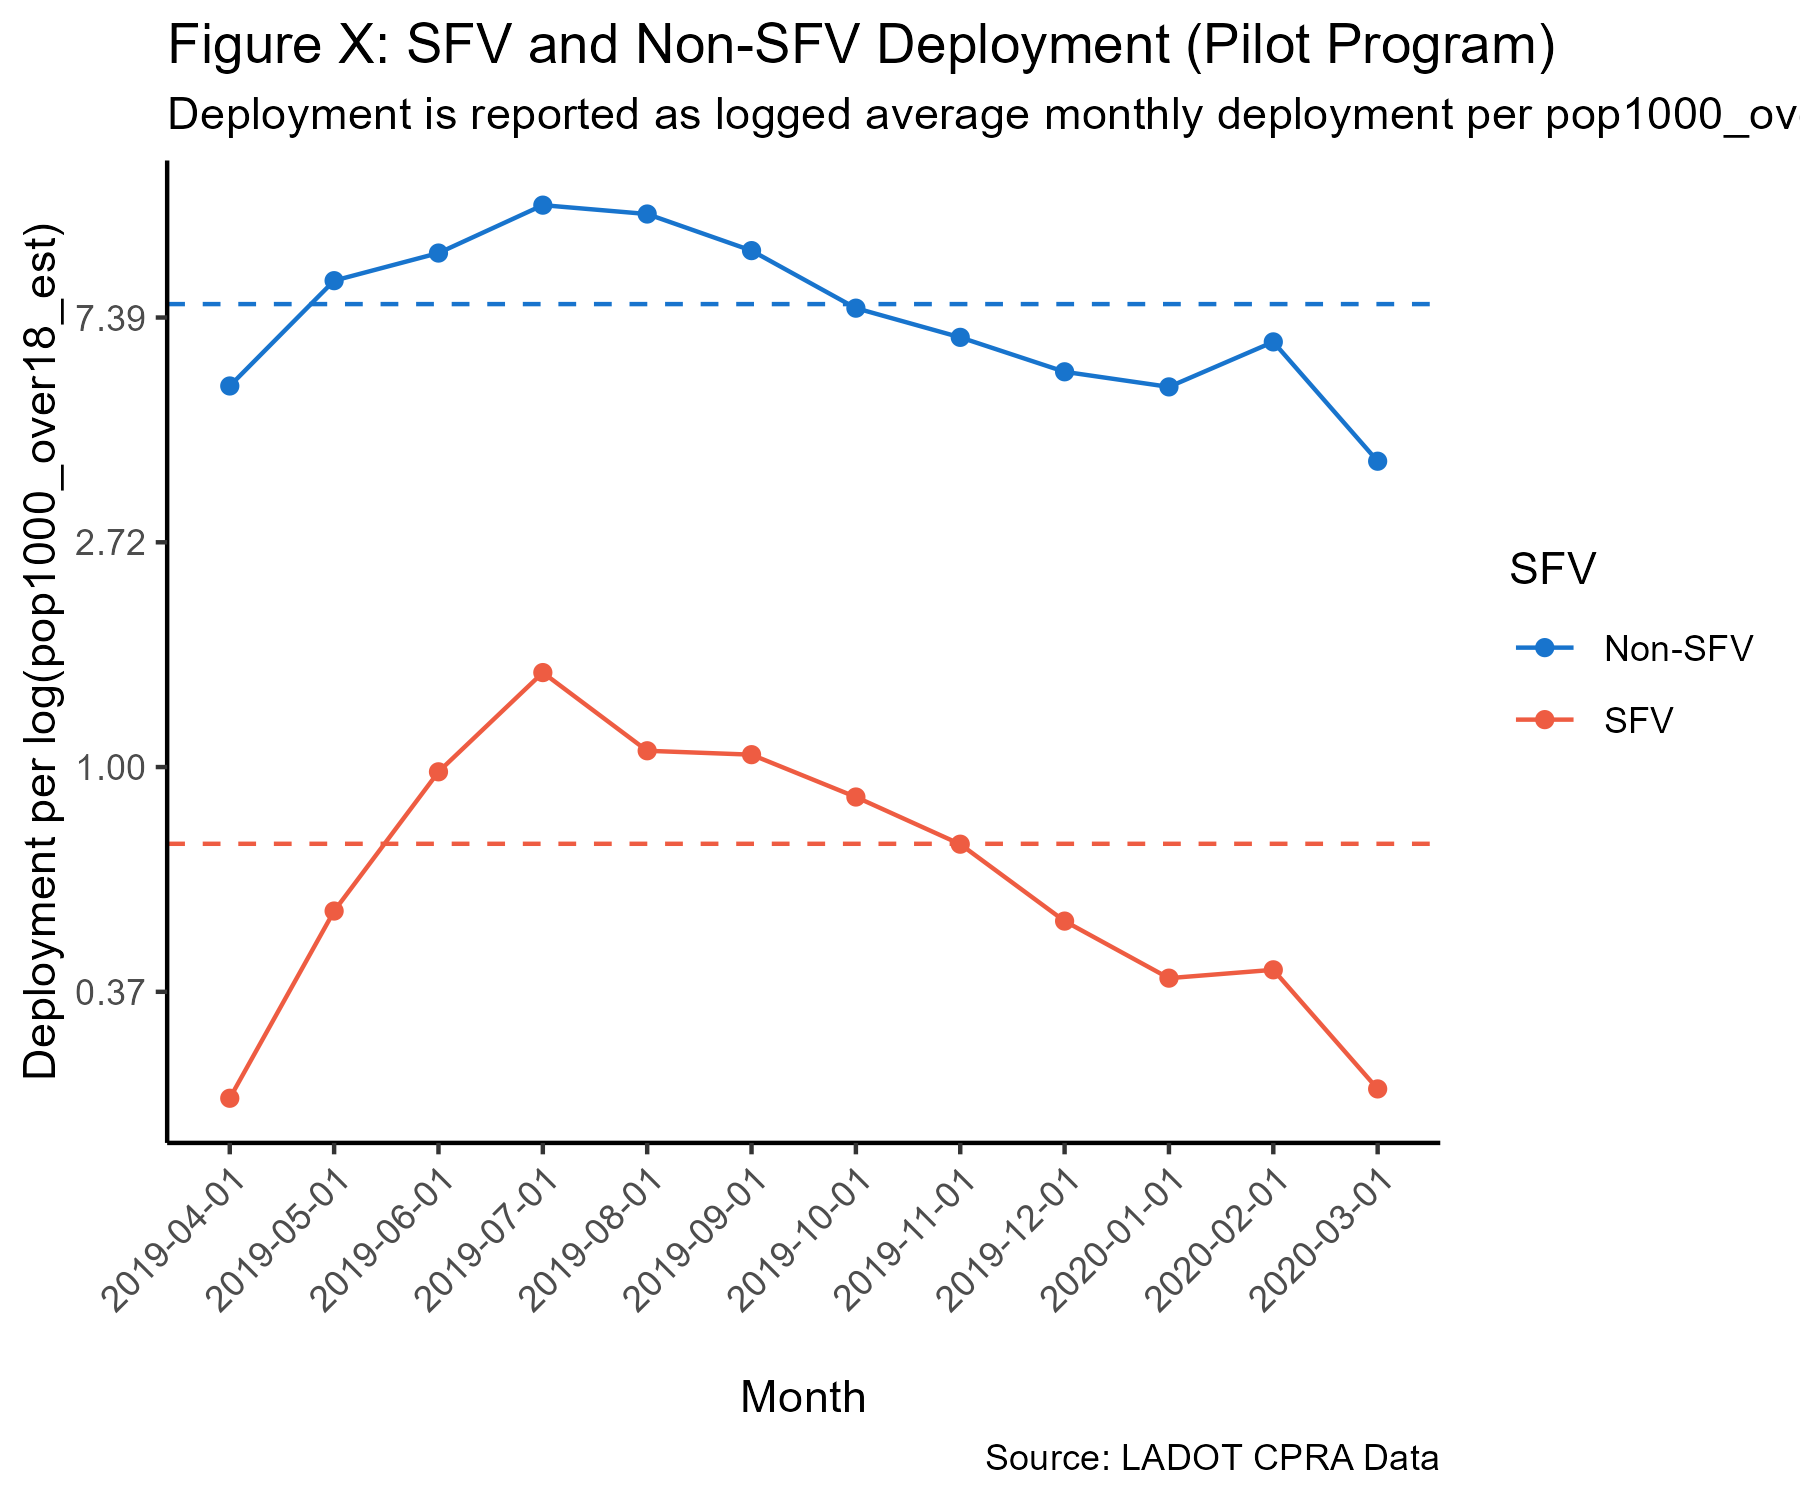 Figure X: SFV and Non-SFV Deployment (Pilot Program)
Deployment is reported as logged average monthly deployment per pop1000_ov
Deployment per log(pop1000_over18_est)
7.39
2.72
1.00
0.37
SFV
Non-SFV
SFV
2019-04-01
2019-05-01
2019-06-01
2019-07-01
2019-08-01
2019-09-01
2019-10-01
2019-11-01
2019-12-01
2020-01-01
2020-02-01
2020-03-01
Month
Source: LADOT CPRA Data